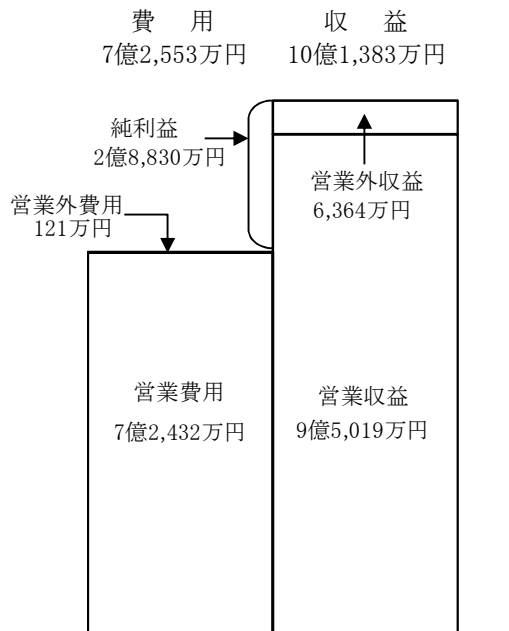 費　用　　　収　益
7億2,553万円　10億1,383万円
純利益
2億8,830万円
営業外収益
6,364万円
営業外費用
121万円
営業費用
7億2,432万円
営業収益
9億5,019万円